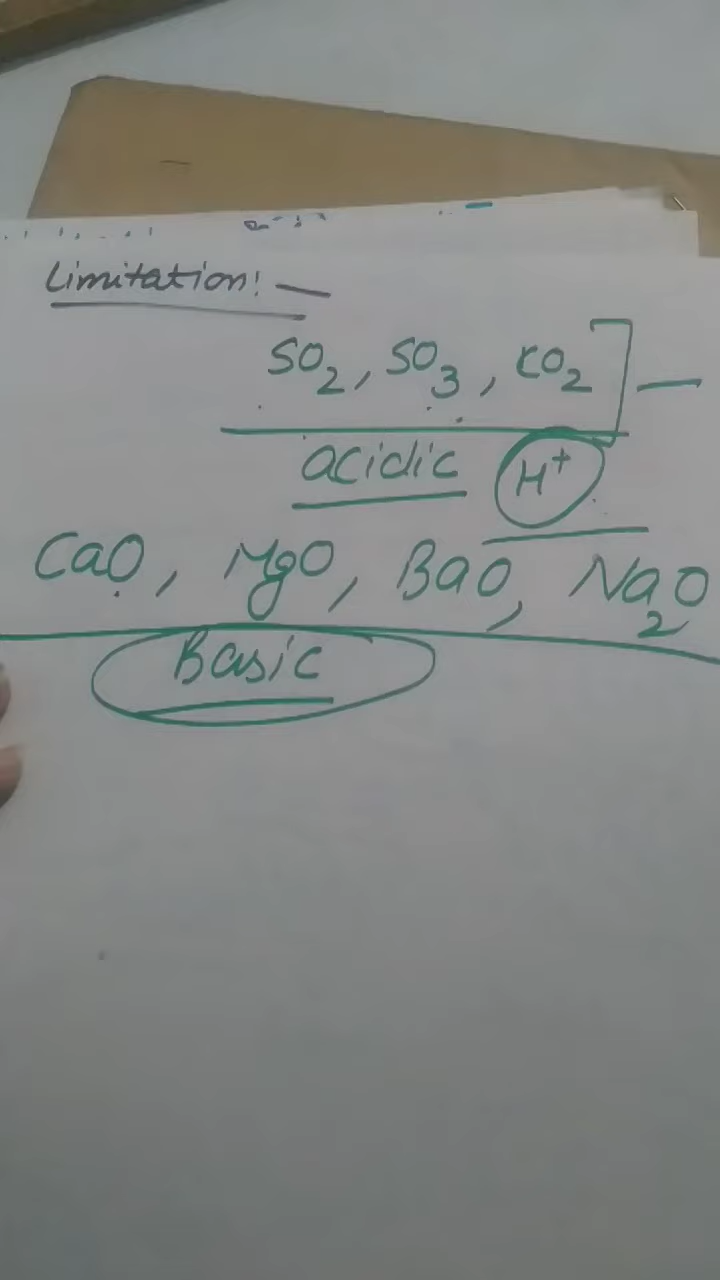 Limitation: —
SO₂, SO₃, CO₂ ] —
acidic H⁺
CaO, MgO, BaO, Na₂O
Basic